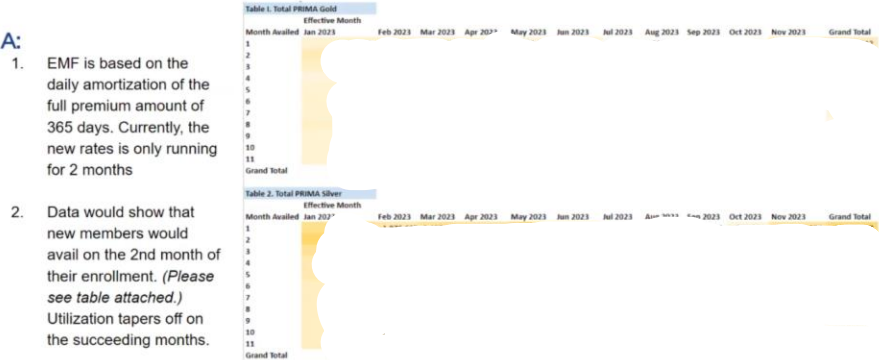 A:
1. EMF is based on the
daily amortization of the
full premium amount of
365 days. Currently, the
new rates is only running
for 2 months
2. Data would show that
new members would
avail on the 2nd month of
their enrollment. (Please
see table attached.)
Utilization tapers off on
the succeeding months.
Table I. Total PRIMA Gold
Effective Month
Month Availed Jan 2023 Feb 2023 Mar 2023 Apr May 2023 Jun 2023 Jul 2023 Aug 2023 Sep 2023 Oct 2023 Nov 2023 Grand Total
1
2
3
4
5
6
7
8
9
10
11
Grand Total
Table 2. Total PRIMA Silver
Effective Month
Month Availed Jan Feb 2023 Mar 2023 Apr 2023 May 2023 Jun 2023 Jul 2023 2023 Oct 2023 Nov 2023 Grand Total
1
2
3
4
5
6
7
8
9
10
11
Grand Total